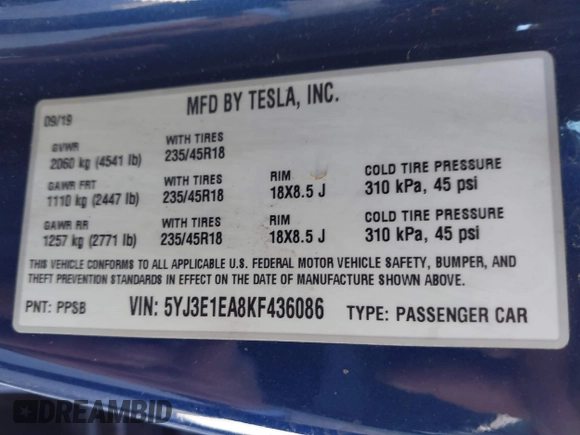 MFD BY TESLA, INC.
09/19
GVWR WITH TIRES
2060 kg (4541 lb) 235/45R18
GAWR FRT WITH TIRES RIM COLD TIRE PRESSURE
1110 kg (2447 lb) 235/45R18 18X8.5 J 310 kPa, 45 psi
GAWR RR WITH TIRES RIM COLD TIRE PRESSURE
1257 kg (2771 lb) 235/45R18 18X8.5 J 310 kPa, 45 psi
THIS VEHICLE CONFORMS TO ALL APPLICABLE U.S. FEDERAL MOTOR VEHICLE SAFETY, BUMPER, AND
THEFT PREVENTION STANDARDS IN EFFECT ON THE DATE OF MANUFACTURE SHOWN ABOVE.
PNT: PPSB VIN: 5YJ3E1EA8KF436086 TYPE: PASSENGER CAR
DREAMBID